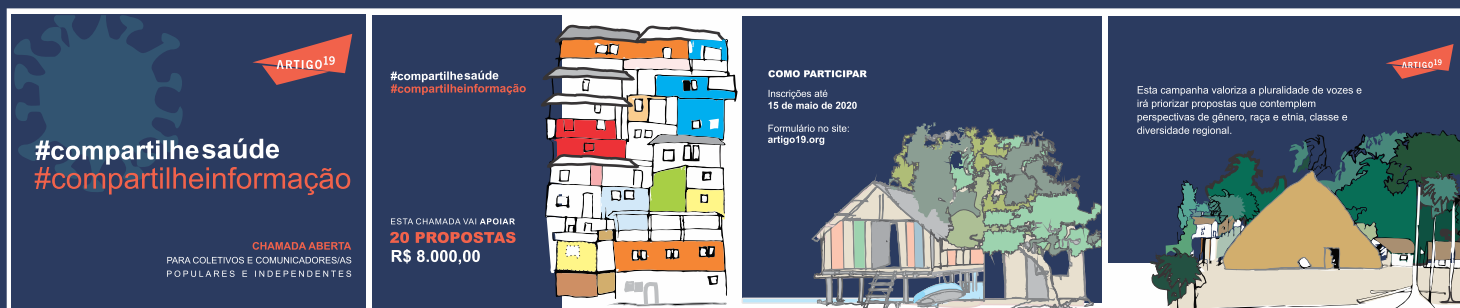 ARTIGO19
#compartilhesaúde
#compartilheinformação
CHAMADA ABERTA
PARA COLETIVOS E COMUNICADORES/AS
POPULARES E INDEPENDENTES
#compartilhesaúde
#compartilheinformação
ESTA CHAMADA VAI APOIAR
20 PROPOSTAS
R$ 8.000,00
COMO PARTICIPAR
Inscrições até
15 de maio de 2020
Formulário no site:
artigo19.org
ARTIGO19
Esta campanha valoriza a pluralidade de vozes e
irá priorizar propostas que contemplem
perspectivas de gênero, raça e etnia, classe e
diversidade regional.